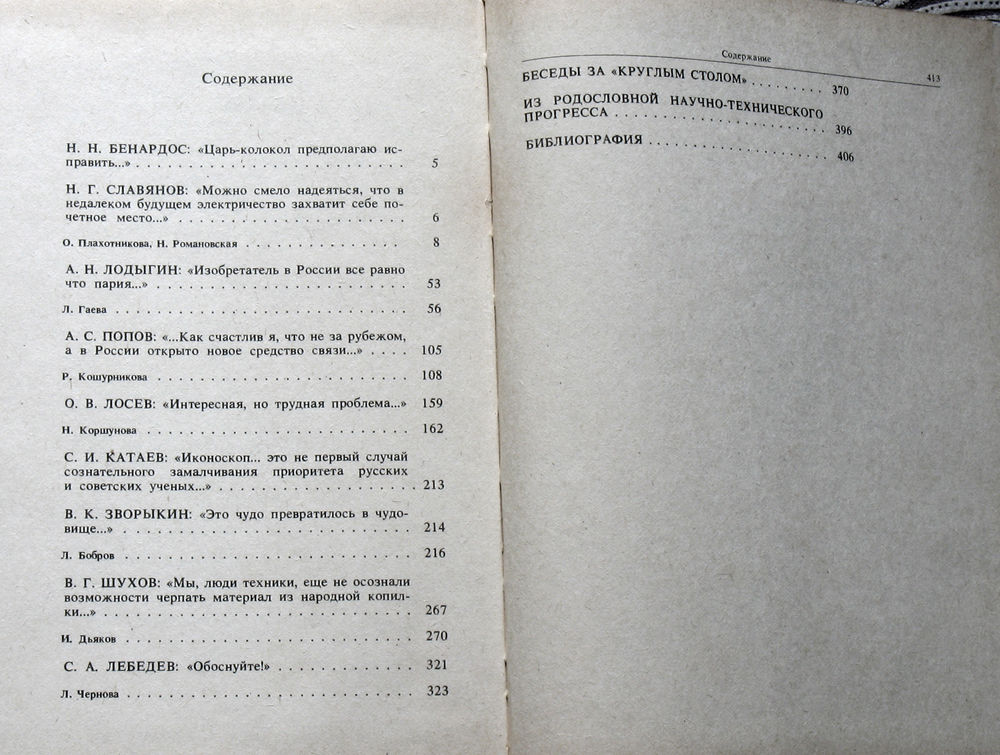 Содержание
Н. Н. БЕНАРДОС: «Царь-колокол предполагаю ис-
править...» . . . . . . . . . . . . . . . . . . . . 5
Н. Г. СЛАВЯНОВ: «Можно смело надеяться, что в
недалеком будущем электричество захватит себе по-
четное место...» . . . . . . . . . . . . . . . . . 6
О. Плахотникова, Н. Романовская . . . . . . . . . . . . 8
А. Н. ЛОДЫГИН: «Изобретатель в России все равно
что пария...» . . . . . . . . . . . . . . . . . . . 53
Л. Гаева . . . . . . . . . . . . . . . . . . . . . . 56
А. С. ПОПОВ: «...Как счастлив я, что не за рубежом,
а в России открыто новое средство связи...» . . . . 105
Р. Кошурникова . . . . . . . . . . . . . . . . . . . 108
О. В. ЛОСЕВ: «Интересная, но трудная проблема...» 159
Н. Коршунова . . . . . . . . . . . . . . . . . . . . 162
С. И. КАТАЕВ: «Иконоскоп... это не первый случай
сознательного замалчивания приоритета русских
и советских ученых...» . . . . . . . . . . . . . . . 213
В. К. ЗВОРЫКИН: «Это чудо превратилось в чудо-
вище...» . . . . . . . . . . . . . . . . . . . . . . 214
Л. Бобров . . . . . . . . . . . . . . . . . . . . . . 216
В. Г. ШУХОВ: «Мы, люди техники, еще не осознали
возможности черпать материал из народной копил-
ки...» . . . . . . . . . . . . . . . . . . . . . . . 267
И. Дьяков . . . . . . . . . . . . . . . . . . . . . . 270
С. А. ЛЕБЕДЕВ: «Обоснуйте!» . . . . . . . . . . . 321
Л. Чернова . . . . . . . . . . . . . . . . . . . . . 323
Содержание 413
БЕСЕДЫ ЗА «КРУГЛЫМ СТОЛОМ» . . . . . . . . . 370
ИЗ РОДОСЛОВНОЙ НАУЧНО-ТЕХНИЧЕСКОГО
ПРОГРЕССА . . . . . . . . . . . . . . . . . . . . 396
БИБЛИОГРАФИЯ . . . . . . . . . . . . . . . . . . 406